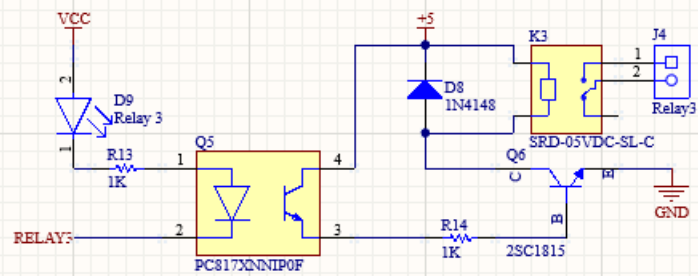 VCC
+5
K3
J4
2
D9
Relay 3
D8
1N4148
1
2
Relay3
SRD-05VDC-SL-C
1
R13
1K
Q5
1
4
Q6
C
E
GND
B
RELAY3
2
3
R14
1K
2SC1815
PC817XNNIP0F